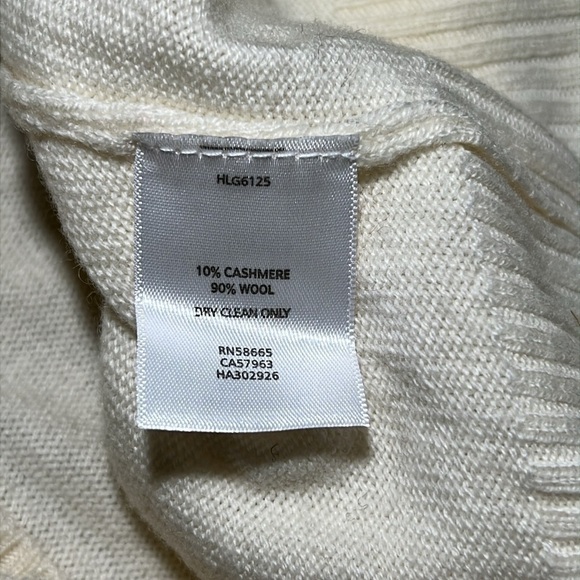 HLG6125
10% CASHMERE
90% WOOL
DRY CLEAN ONLY
RN58665
CA57963
HA302926